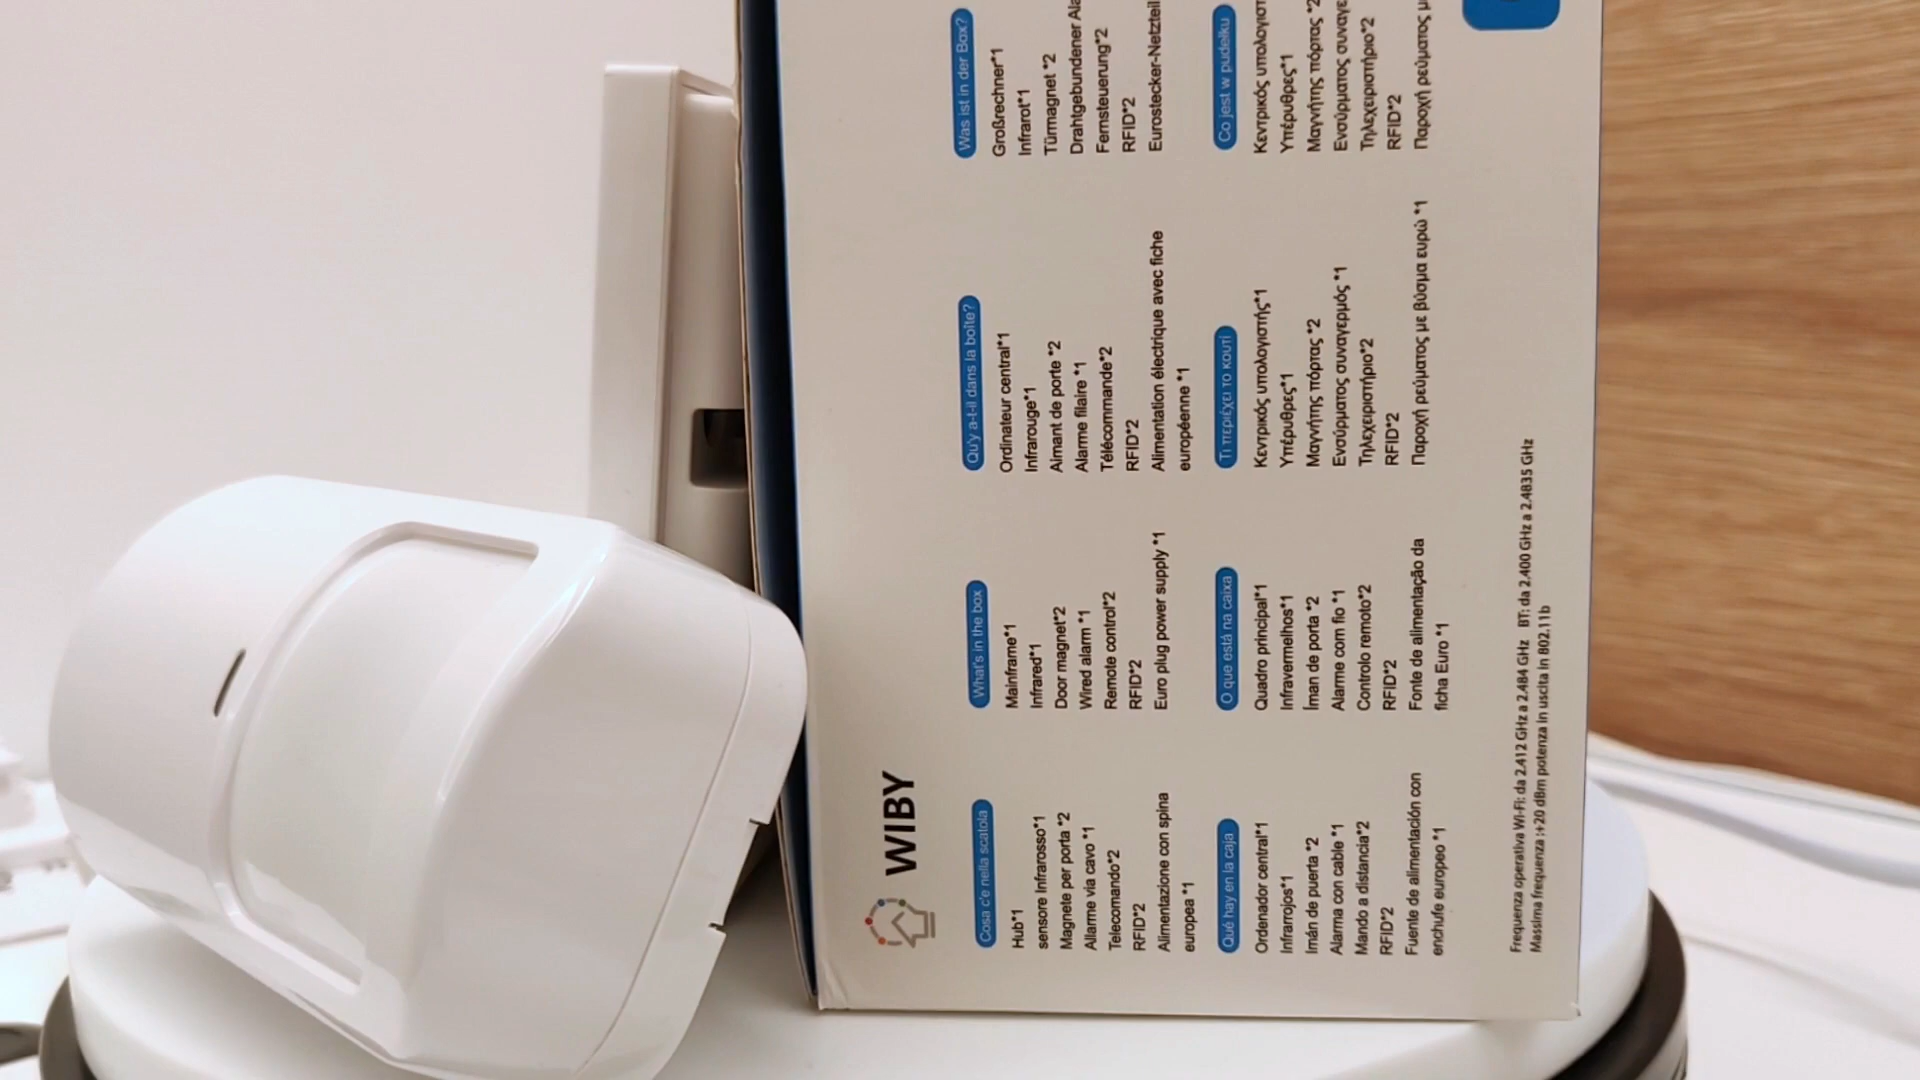 WIBY
Cosa c'e nella scatola
Hub*1
sensore Infrarosso*1
Magnete per porta *2
Allarme via cavo *1
Telecomando*2
RFID*2
Alimentazione con spina
europea *1
What's in the box
Mainframe*1
Infrared*1
Door magnet*2
Wired alarm *1
Remote control*2
RFID*2
Euro plug power supply *1
Qu'y a-t-il dans la boîte?
Ordinateur central*1
Infrarouge*1
Aimant de porte *2
Alarme filaire *1
Télécommande*2
RFID*2
Alimentation électrique avec fiche
européenne *1
Was ist in der Box?
Großrechner*1
Infrarot*1
Türmagnet *2
Drahtgebundener
Fernsteuerung*2
RFID*2
Eurostecker-Netzteil
Qué hay en la caja
Ordenador central*1
Infrarrojos*1
Imán de puerta *2
Alarma con cable *1
Mando a distancia*2
RFID*2
Fuente de alimentación con
enchufe europeo *1
O que está na caixa
Quadro principal*1
Infravermelhos*1
Íman de porta *2
Alarme com fio *1
Controlo remoto*2
RFID*2
Fonte de alimentação da
ficha Euro *1
Τι περιέχει το κουτί
Κεντρικός υπολογιστής*1
Υπέρυθρες*1
Μαγνήτης πόρτας *2
Ενσύρματος συναγερμός *1
Τηλεχειριστήριο*2
RFID*2
Παροχή ρεύματος με βύσμα ευρώ *1
Co jest w pudełku
Κεντρικός
Υπέρυθρες*1
Μαγνήτης πόρτας *2
Ενσύρματος
Τηλεχειριστήριο*2
RFID*2
Παροχή ρεύματος
Frequenza operativa Wi-Fi: da 2.412 GHz a 2.484 GHz BT: da 2.400 GHz a 2.4835 GHz
Massima frequenza :+20 dBm potenza in uscita in 802.11b